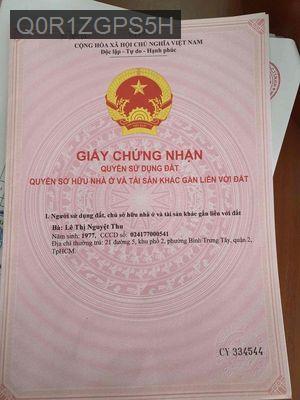 Q0R1ZGPS5H
CỘNG HÒA XÃ HỘI CHỦ NGHĨA VIỆT NAM
Độc lập - Tự do - Hạnh phúc
GIẤY CHỨNG NHẬN
QUYỀN SỬ DỤNG ĐẤT
QUYỀN SỞ HỮU NHÀ Ở VÀ TÀI SẢN KHÁC GẮN LIỀN VỚI ĐẤT
I. Người sử dụng đất, chủ sở hữu nhà ở và tài sản khác gắn liền với đất
Bà: Lê Thị Nguyệt Thu
Năm sinh: 1977, CCCD số: 024177000541
Địa chỉ thường trú: 21 đường 5, khu phố 2, phường Bình Trưng Tây, quận 2,
TpHCM.
CY 334544